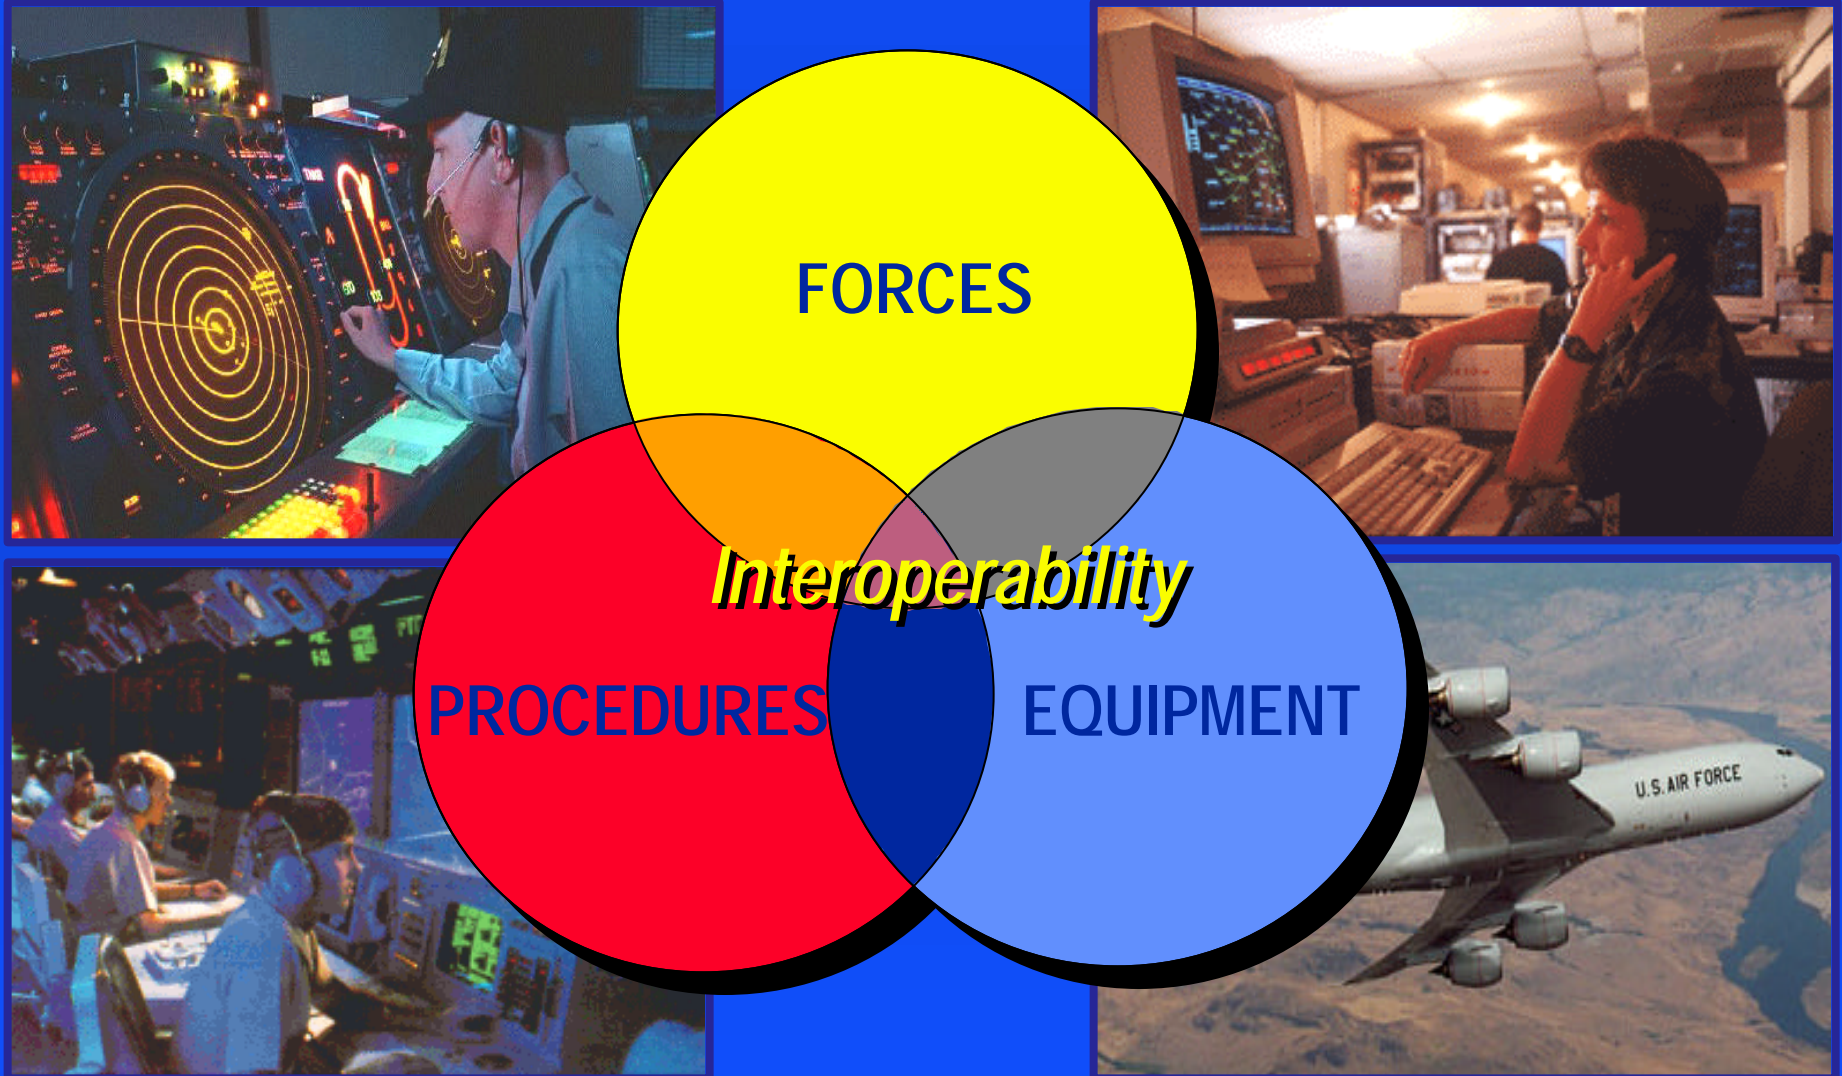 FORCES
Interoperability
PROCEDURES
EQUIPMENT
U.S. AIR FORCE